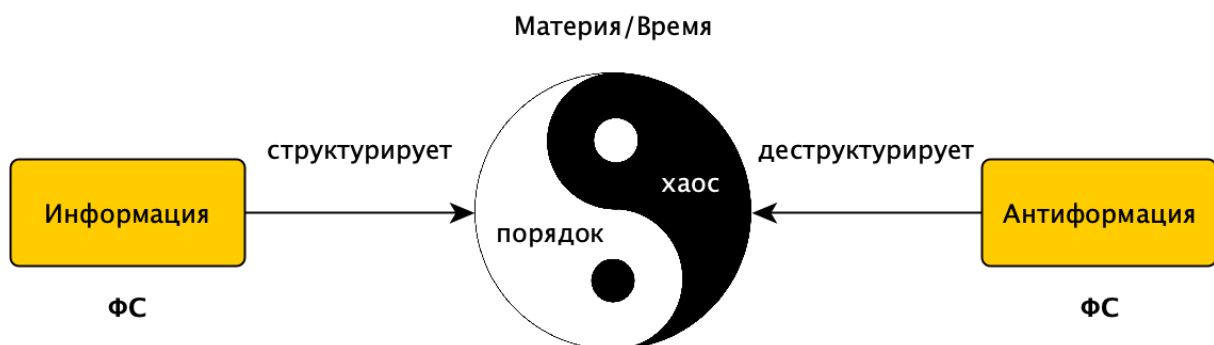 Материя/Время
структурирует
деструктурирует
хаос
Информация
Антиформация
порядок
ФС
ФС